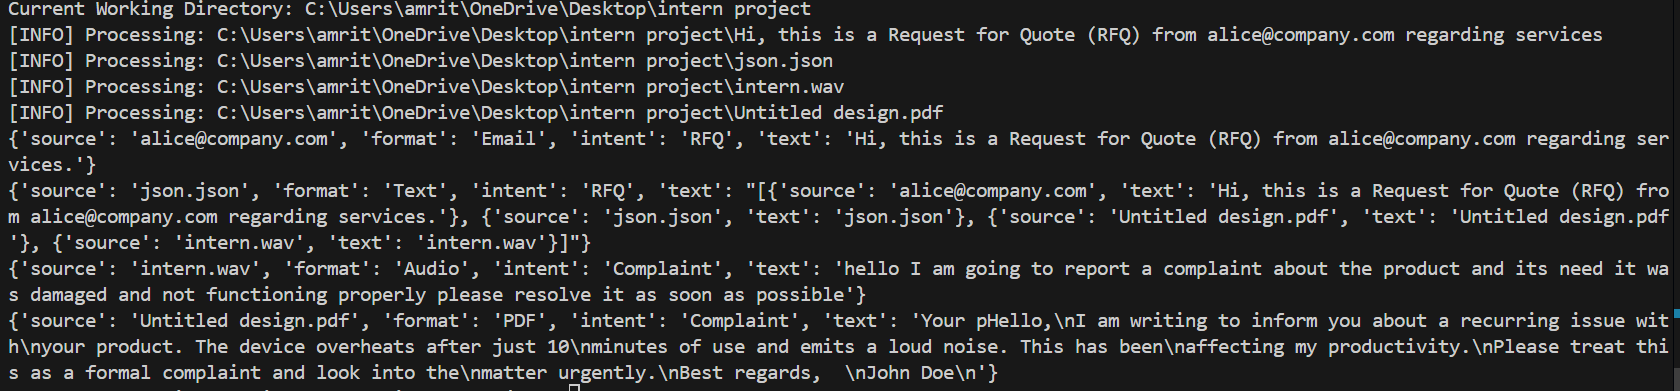 Current Working Directory: C:\Users\amrit\OneDrive\Desktop\intern project
[INFO] Processing: C:\Users\amrit\OneDrive\Desktop\intern project\Hi, this is a Request for Quote (RFQ) from alice@company.com regarding services
[INFO] Processing: C:\Users\amrit\OneDrive\Desktop\intern project\json.json
[INFO] Processing: C:\Users\amrit\OneDrive\Desktop\intern project\intern.wav
[INFO] Processing: C:\Users\amrit\OneDrive\Desktop\intern project\Untitled design.pdf
{'source': 'alice@company.com', 'format': 'Email', 'intent': 'RFQ', 'text': 'Hi, this is a Request for Quote (RFQ) from alice@company.com regarding ser
vices.'}
{'source': 'json.json', 'format': 'Text', 'intent': 'RFQ', 'text': "[{'source': 'alice@company.com', 'text': 'Hi, this is a Request for Quote (RFQ) fro
m alice@company.com regarding services.'}, {'source': 'json.json', 'text': 'json.json'}, {'source': 'Untitled design.pdf', 'text': 'Untitled design.pdf
'}, {'source': 'intern.wav', 'text': 'intern.wav'}]"}
{'source': 'intern.wav', 'format': 'Audio', 'intent': 'Complaint', 'text': 'hello I am going to report a complaint about the product and its need it wa
s damaged and not functioning properly please resolve it as soon as possible'}
{'source': 'Untitled design.pdf', 'format': 'PDF', 'intent': 'Complaint', 'text': 'Your pHello,\nI am writing to inform you about a recurring issue wit
h\nyour product. The device overheats after just 10\nminutes of use and emits a loud noise. This has been\naffecting my productivity.\nPlease treat thi
s as a formal complaint and look into the\nmatter urgently.\nBest regards,  \nJohn Doe\n'}